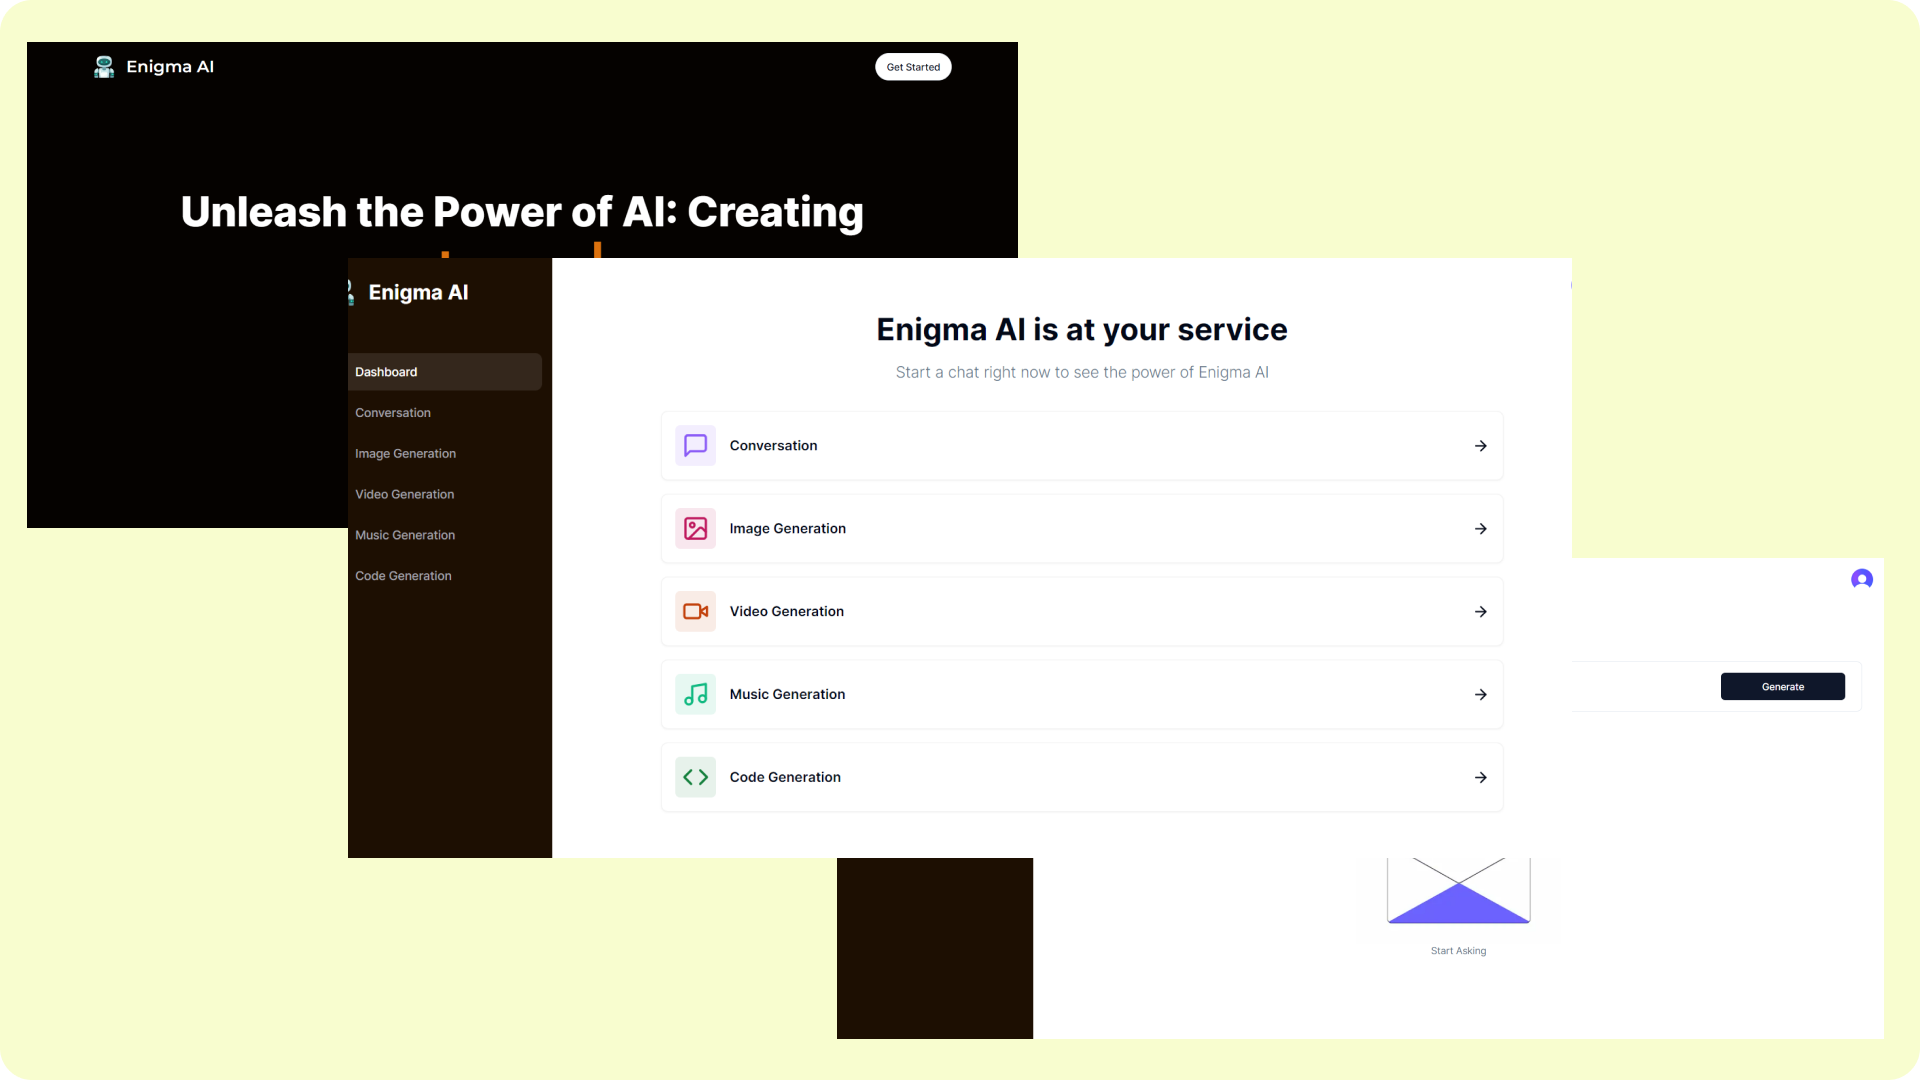 Enigma AI
Get Started
Unleash the Power of AI: Creating
Enigma AI
Dashboard
Conversation
Image Generation
Video Generation
Music Generation
Code Generation
Enigma AI is at your service
Start a chat right now to see the power of Enigma AI
Conversation
Image Generation
Video Generation
Music Generation
Code Generation
Generate
Start Asking